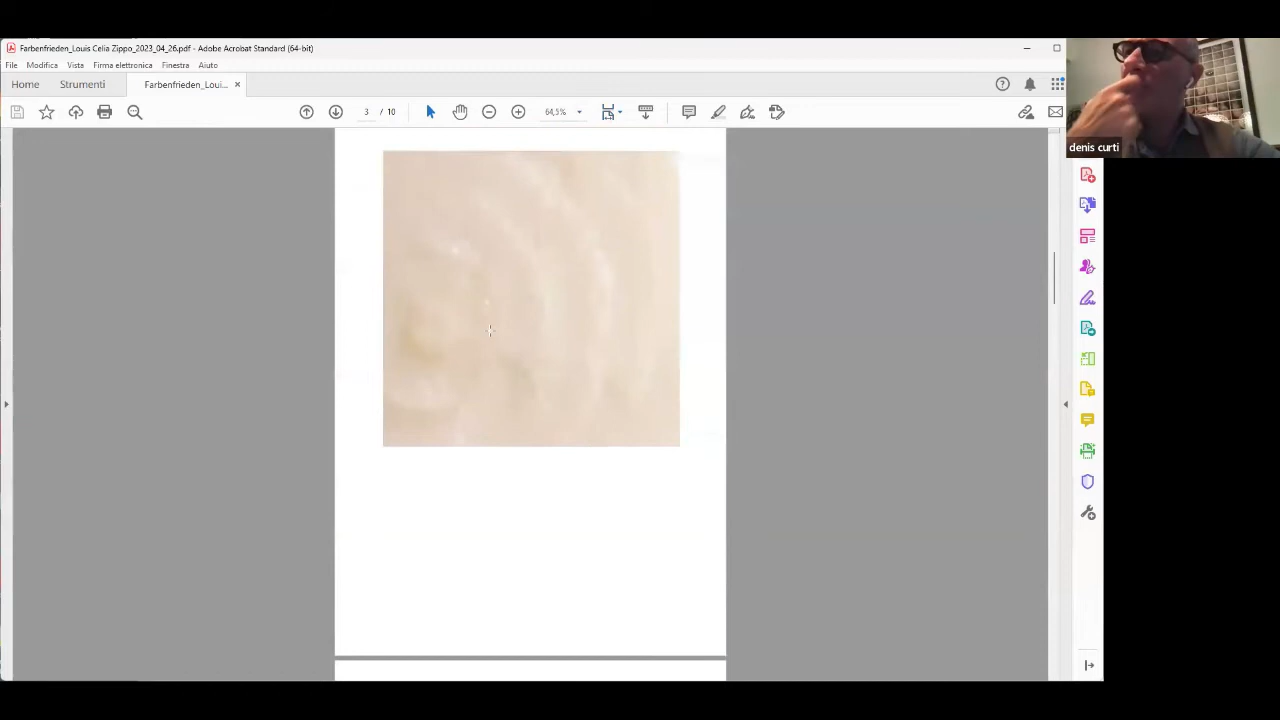 Farbenfrieden_Louis Celia Zippo_2023_04_26.pdf - Adobe Acrobat Standard (64-bit)
File Modifica Vista Firma elettronica Finestra Aiuto
Home Strumenti Farbenfrieden_Loui... ×
3 / 10 64,5%
denis curti